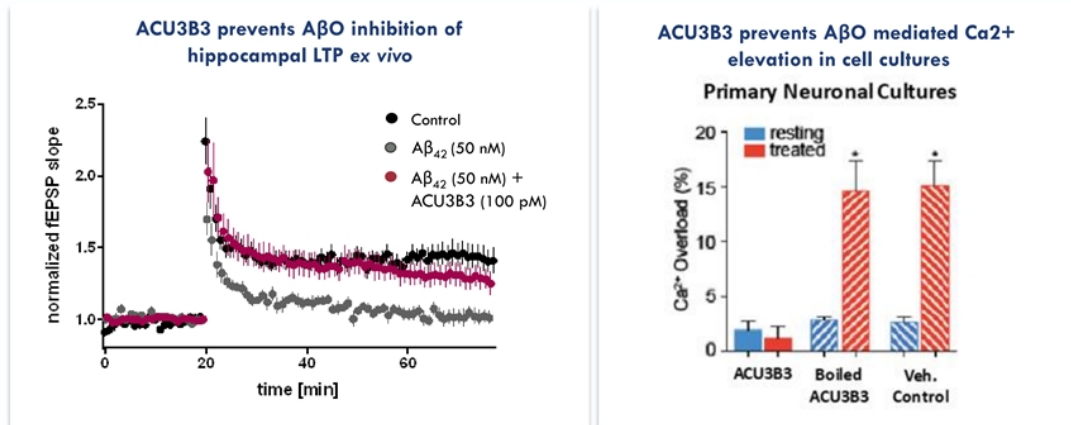 ACU3B3 prevents AβO inhibition of
hippocampal LTP ex vivo
normalized fEPSP slope
2.5
2.0
1.5
1.0
0
20
40
60
time [min]
Control
Aβ₄₂ (50 nM)
Aβ₄₂ (50 nM) +
ACU3B3 (100 pM)
ACU3B3 prevents AβO mediated Ca2+
elevation in cell cultures
Primary Neuronal Cultures
Ca²⁺ Overload (%)
20
15
10
5
0
resting
treated
*
*
ACU3B3
Boiled
ACU3B3
Veh.
Control